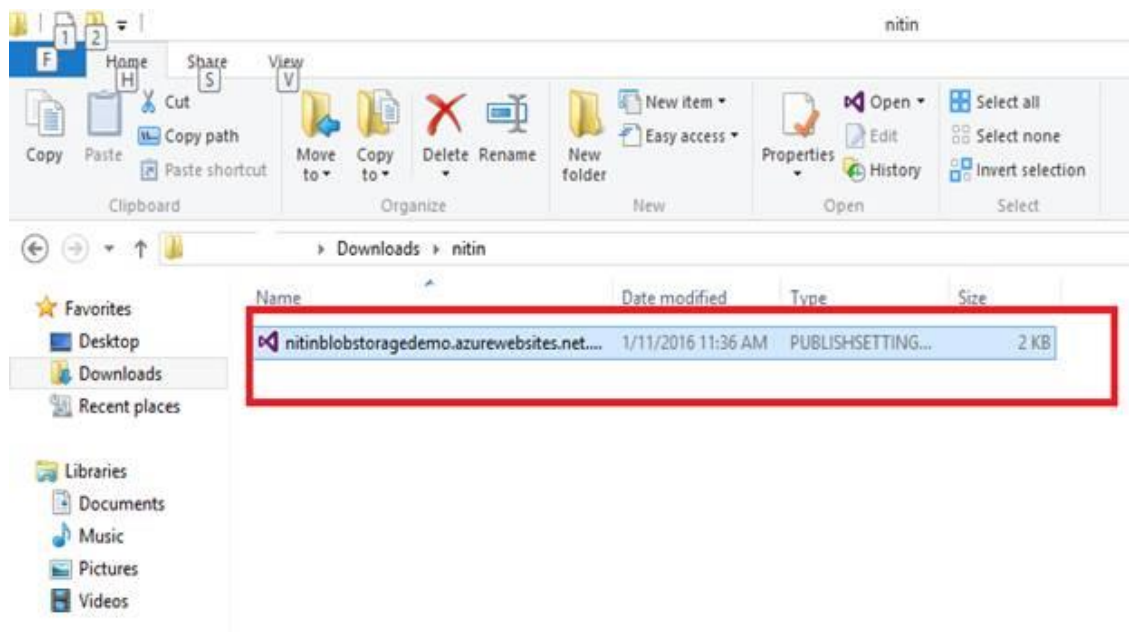 1 2 nitin
F Home Share View
H S V
Copy Paste Cut Copy path Paste shortcut Move to Copy to Delete Rename New folder New item Easy access Properties Open Edit History Select all Select none Invert selection
Clipboard Organize New Open Select
Downloads nitin
Name Date modified Type Size
nitinblobstoragedemo.azurewebsites.net.... 1/11/2016 11:36 AM PUBLISHSETTING... 2 KB
Favorites
Desktop
Downloads
Recent places
Libraries
Documents
Music
Pictures
Videos